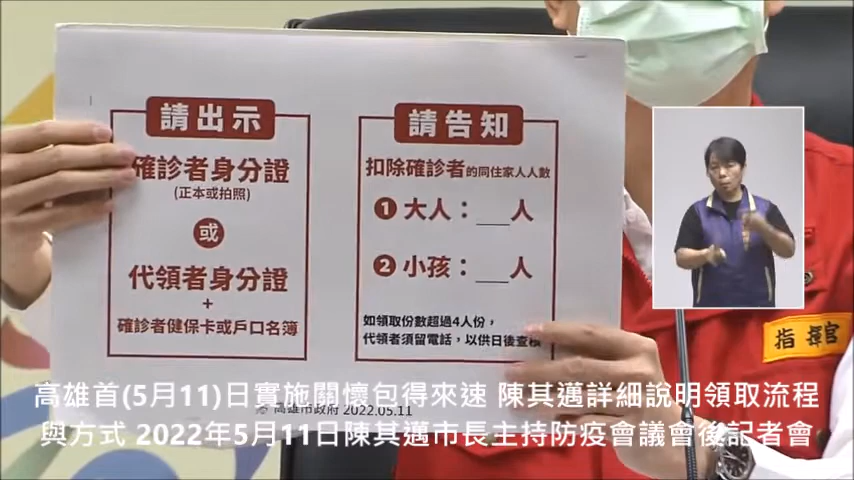 請出示
確診者身分證
(正本或拍照)
或
代領者身分證
+
確診者健保卡或戶口名簿
請告知
扣除確診者的同住家人人數
1 大人：___人
2 小孩：___人
如領取份數超過4人份，
代領者須留電話，以供日後查核
高雄市政府 2022.05.11
指揮官
高雄首(5月11)日實施關懷包得來速 陳其邁詳細說明領取流程
與方式 2022年5月11日陳其邁市長主持防疫會議會後記者會